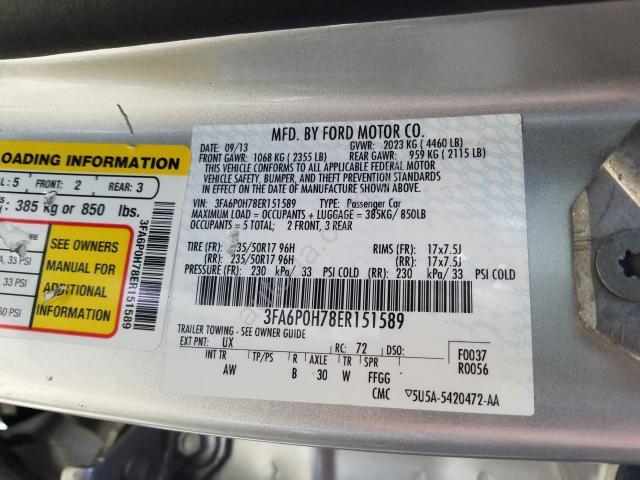 MFD. BY FORD MOTOR CO.
DATE: 09/13 GVWR: 2023 KG ( 4460 LB)
FRONT GAWR: 1068 KG ( 2355 LB) REAR GAWR: 959 KG ( 2115 LB)
THIS VEHICLE CONFORMS TO ALL APPLICABLE FEDERAL MOTOR
VEHICLE SAFETY, BUMPER, AND THEFT PREVENTION STANDARDS
IN EFFECT ON THE DATE OF MANUFACTURE SHOWN ABOVE.
VIN: 3FA6P0H78ER151589 TYPE: Passenger Car
MAXIMUM LOAD = OCCUPANTS + LUGGAGE = 385KG/850LB
OCCUPANTS = 5 TOTAL: 2 FRONT, 3 REAR
TIRE (FR): 235/50R17 96H RIMS (FR): 17x7.5J
(RR): 235/50R17 96H (RR): 17x7.5J
PRESSURE (FR): 230 kPa/ 33 PSI COLD (RR): 230 kPa/ 33 PSI COLD
3FA6P0H78ER151589
TRAILER TOWING - SEE OWNER GUIDE
EXT PNT: UX RC: 72 DSO: F0037
R0056
INT TR TP/PS R AXLE TR SPR
AW B 30 W FFGG
CMC 5U5A-5420472-AA
OADING INFORMATION
L: 5 FRONT: 2 REAR: 3
: 385 kg or 850 lbs.
A, 33 PSI
A, 33 PSI
60 PSI
SEE OWNERS
MANUAL FOR
ADDITIONAL
INFORMATION
3FA6P0H78ER151589